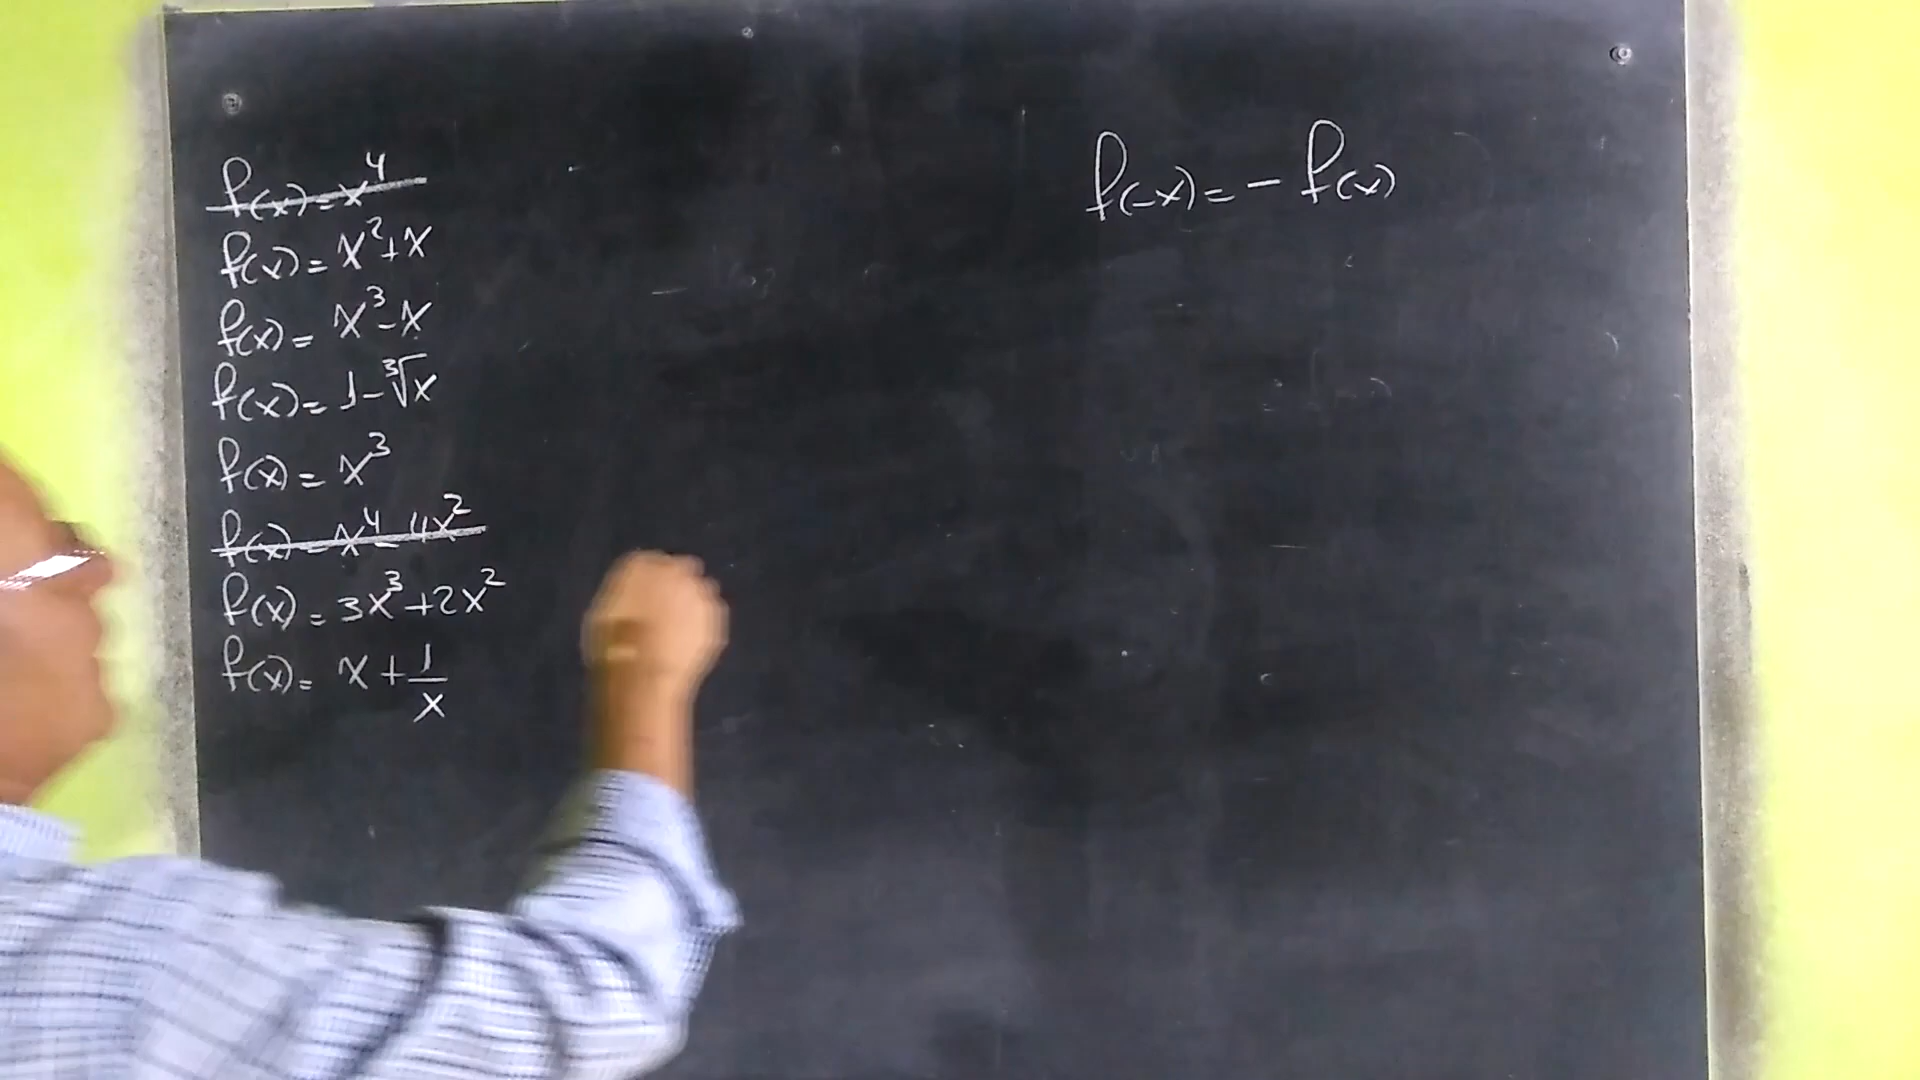 f(x) = x⁴
f(x) = x² + x
f(x) = x³ - x
f(x) = 1 - ∛x
f(x) = x³
f(x) = x⁴ - 4x²
f(x) = 3x³ + 2x²
f(x) = x + 1/x
f(-x) = - f(x)